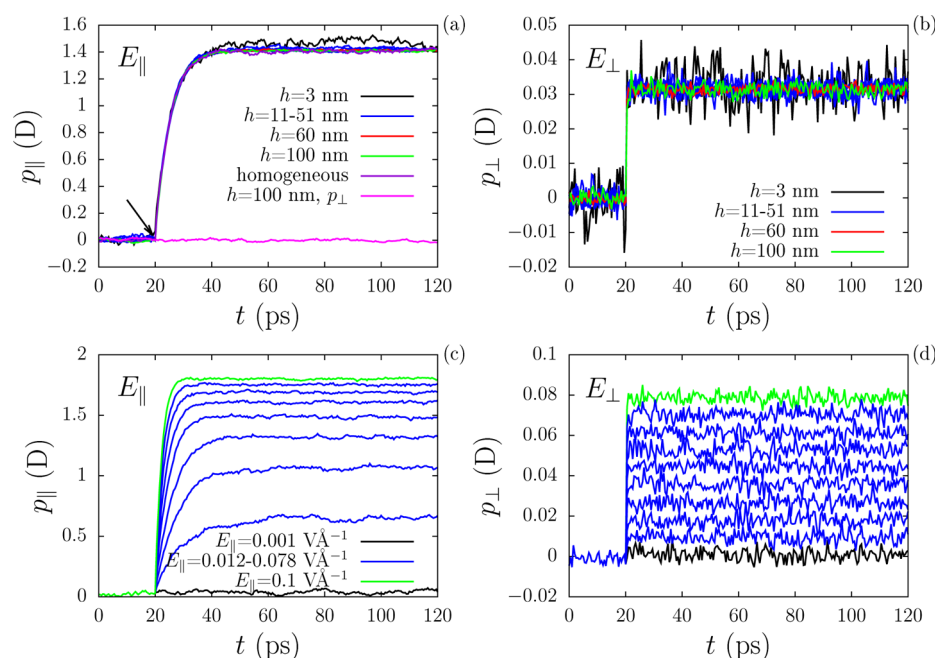 (a)
1.6
1.4
1.2
1
0.8
0.6
0.4
0.2
0
−0.2
p∥ (D)
E∥
h=3 nm
h=11-51 nm
h=60 nm
h=100 nm
homogeneous
h=100 nm, p⊥
0 20 40 60 80 100 120
t (ps)
(b)
0.05
0.04
0.03
0.02
0.01
0
−0.01
−0.02
p⊥ (D)
E⊥
h=3 nm
h=11-51 nm
h=60 nm
h=100 nm
0 20 40 60 80 100 120
t (ps)
(c)
2
1.5
1
0.5
0
p∥ (D)
E∥
E∥=0.001 VÅ⁻¹
E∥=0.012-0.078 VÅ⁻¹
E∥=0.1 VÅ⁻¹
0 20 40 60 80 100 120
t (ps)
(d)
0.1
0.08
0.06
0.04
0.02
0
−0.02
p⊥ (D)
E⊥
0 20 40 60 80 100 120
t (ps)